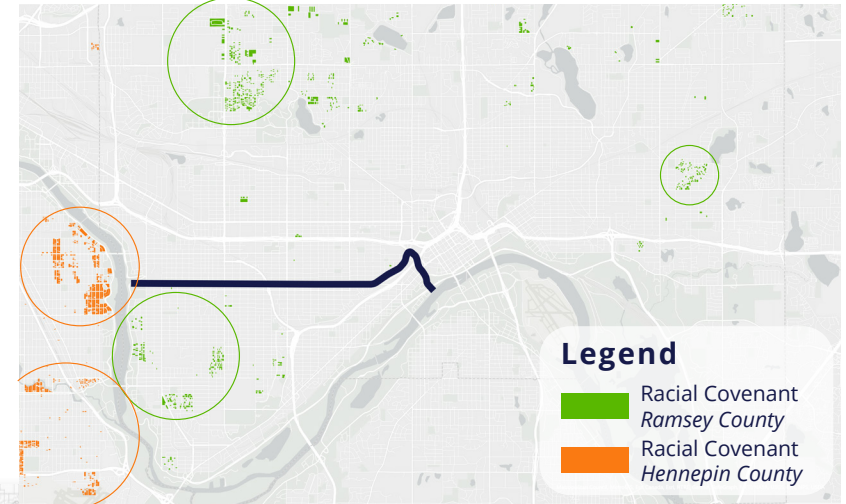 Legend
Racial Covenant
Ramsey County
Racial Covenant
Hennepin County